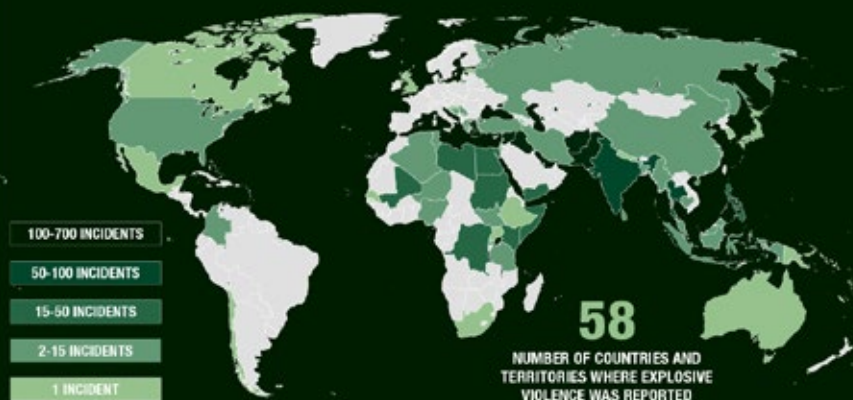 100-700 INCIDENTS
50-100 INCIDENTS
15-50 INCIDENTS
2-15 INCIDENTS
1 INCIDENT
58
NUMBER OF COUNTRIES AND
TERRITORIES WHERE EXPLOSIVE
VIOLENCE WAS REPORTED